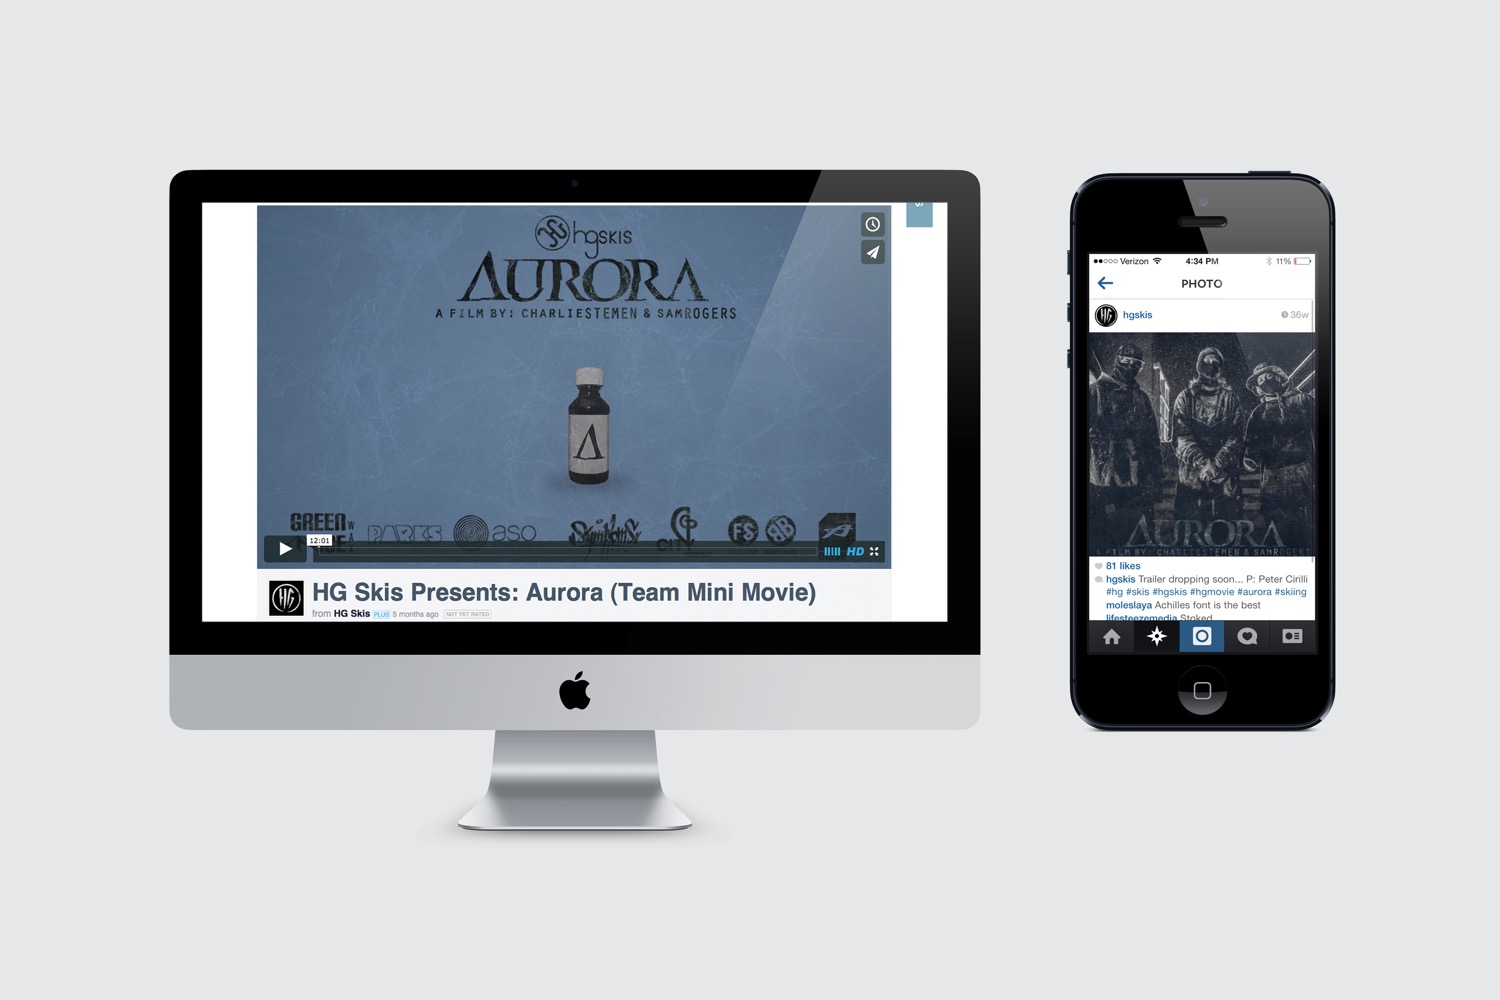 S
hgskis
AURORA
A FILM BY: CHARLIESTEMEN & SAMROGERS
Λ
GREEN
PARKS
aso
CITY
FS
12:01
HD
HG
HG Skis Presents: Aurora (Team Mini Movie)
from HG Skis PLUS 5 months ago NOT YET RATED
Verizon 4:34 PM 11%
PHOTO
HG hgskis 36w
AURORA
A FILM BY: CHARLIESTEMEN & SAMROGERS
81 likes
hgskis Trailer dropping soon... P: Peter Cirilli
#hg #skis #hgskis #hgmovie #aurora #skiing
moleslaya Achilles font is the best
lifesteezemedia Stoked